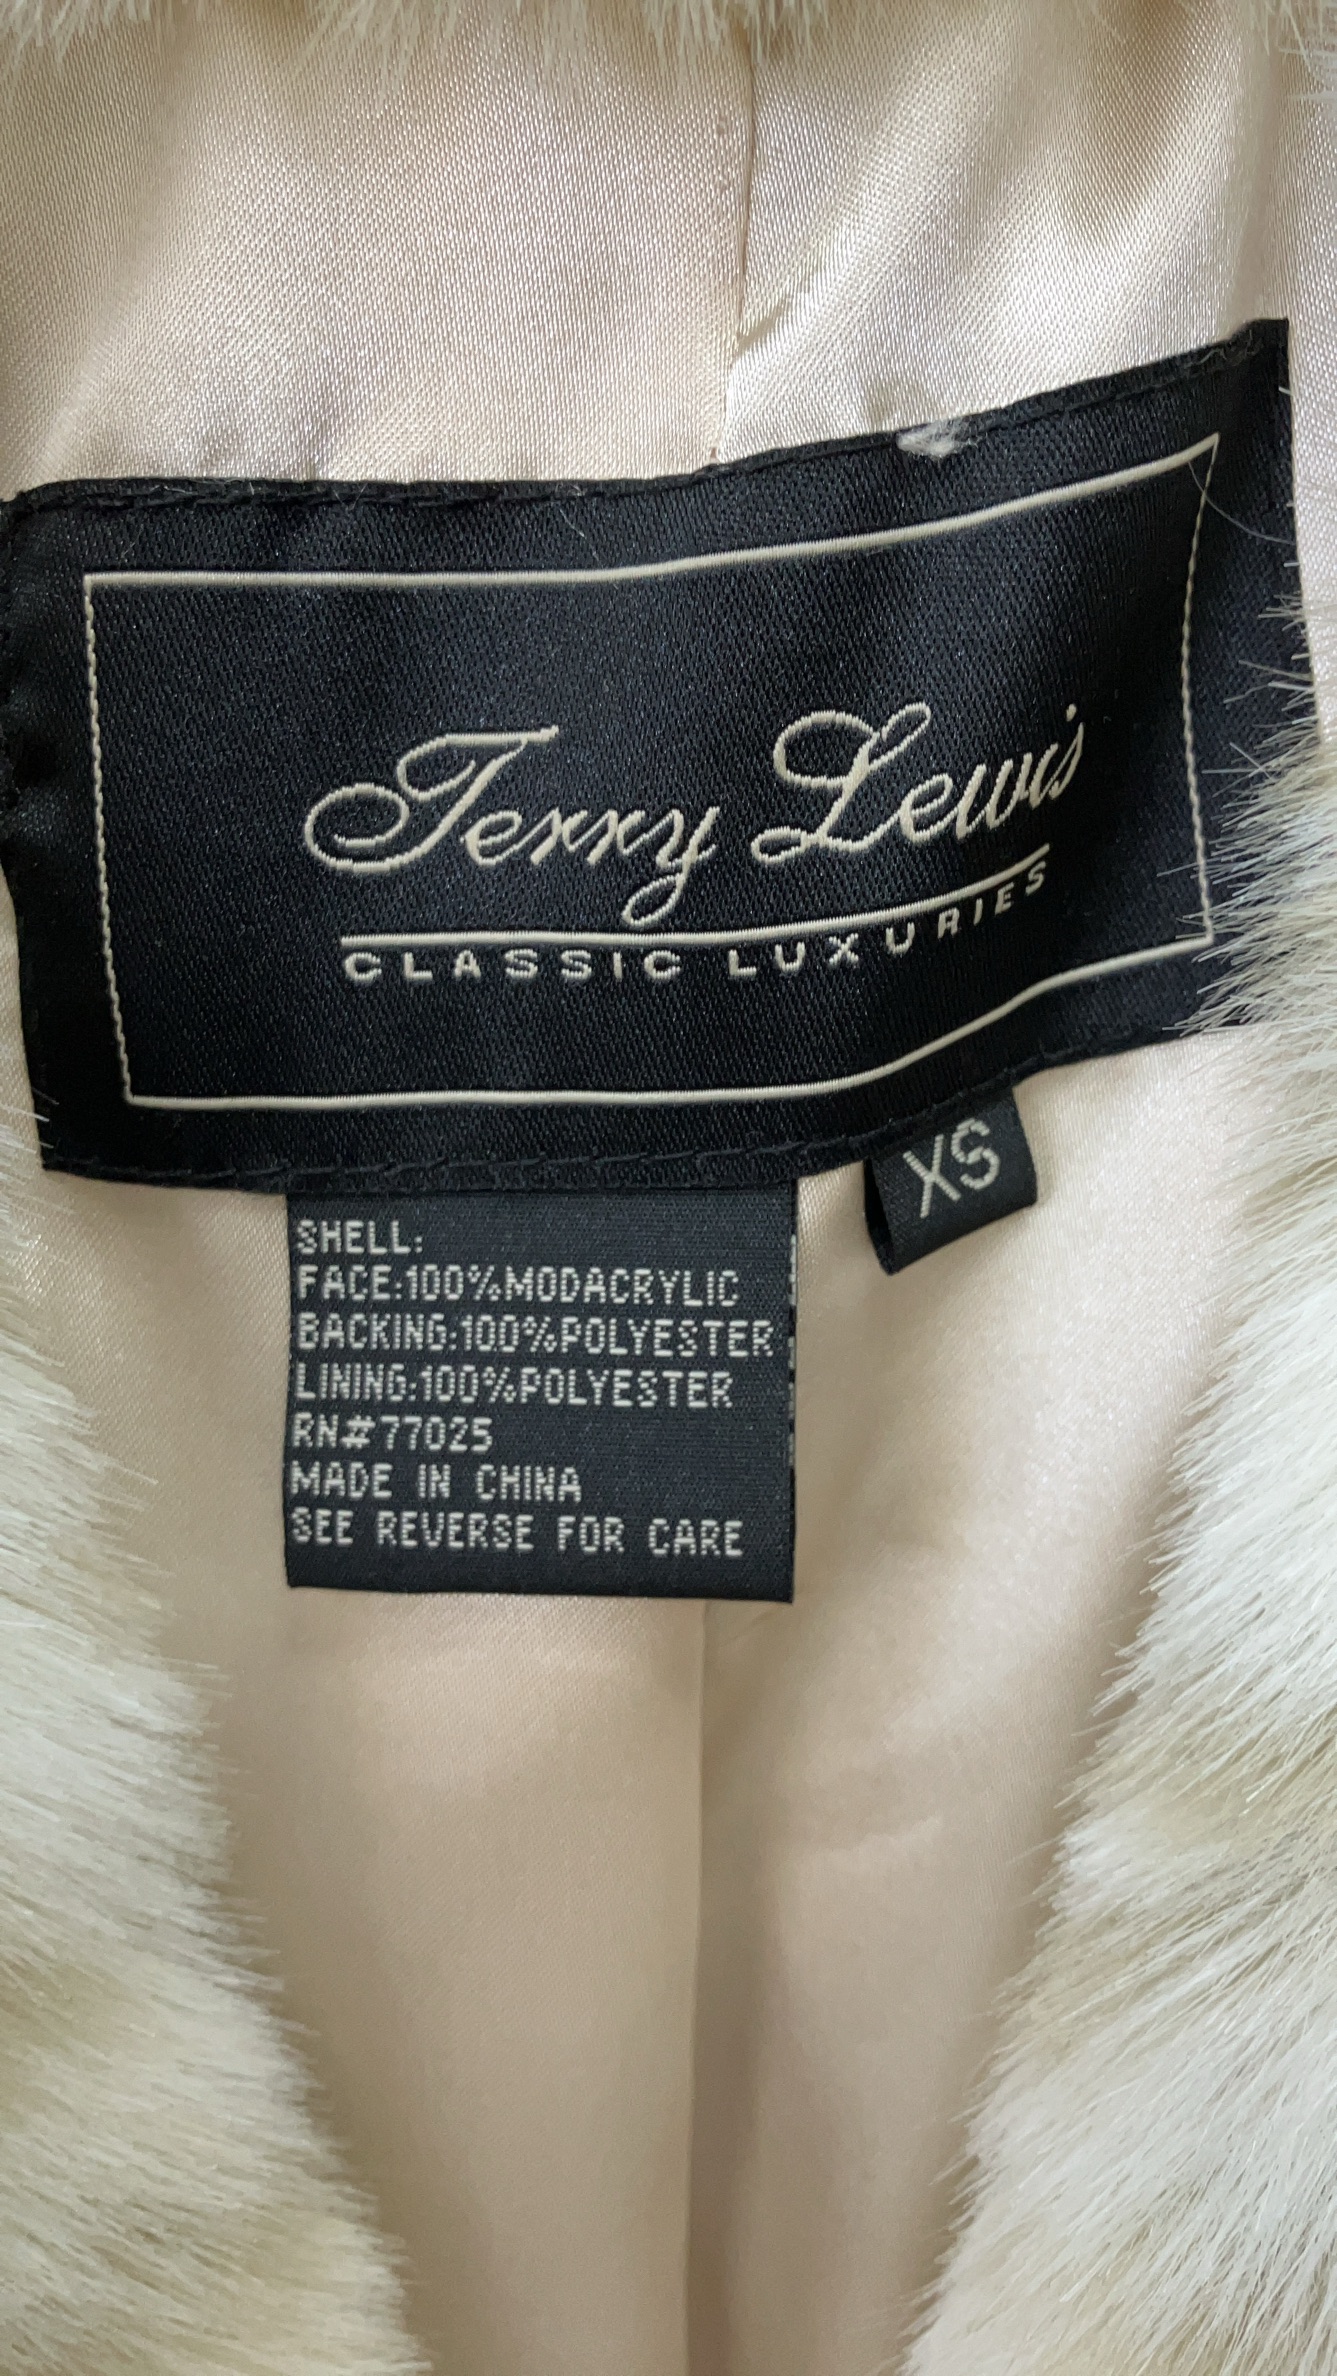 Terry Lewis
CLASSIC LUXURIES
XS
SHELL:
FACE:100%MODACRYLIC
BACKING:100%POLYESTER
LINING:100%POLYESTER
RN#77025
MADE IN CHINA
SEE REVERSE FOR CARE